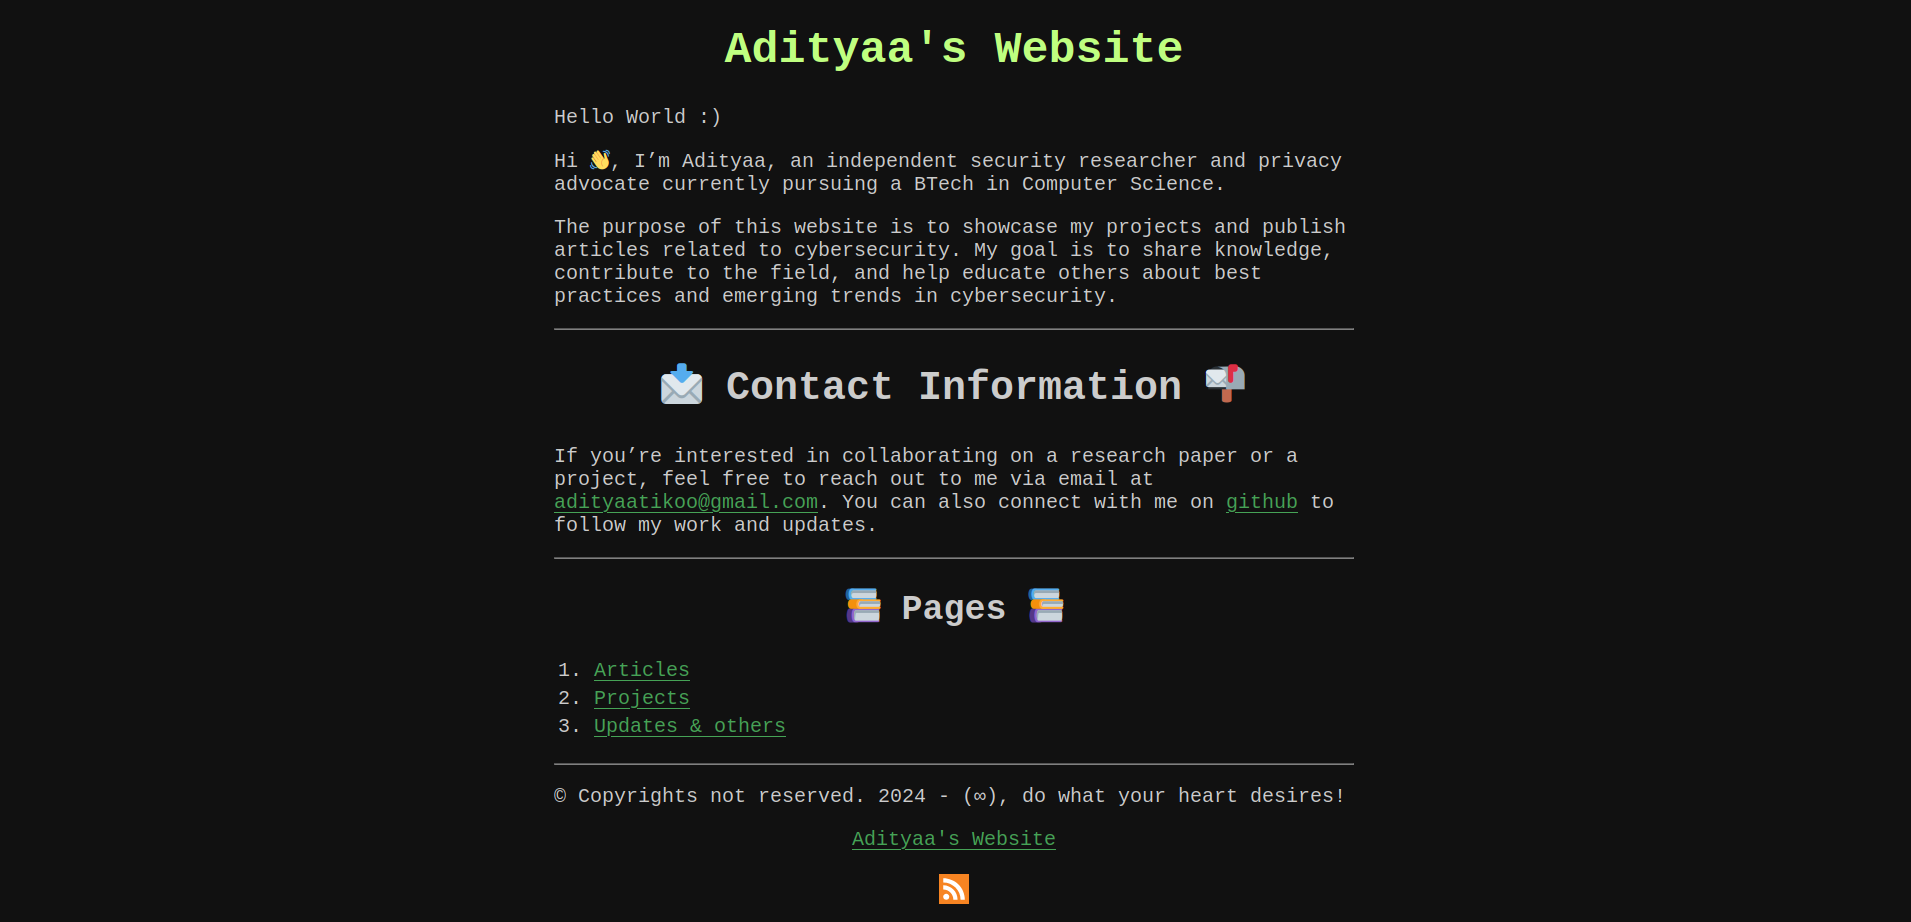 Adityaa's Website
Hello World :)
Hi 👋, I’m Adityaa, an independent security researcher and privacy
advocate currently pursuing a BTech in Computer Science.
The purpose of this website is to showcase my projects and publish
articles related to cybersecurity. My goal is to share knowledge,
contribute to the field, and help educate others about best
practices and emerging trends in cybersecurity.
📩 Contact Information 📬
If you’re interested in collaborating on a research paper or a
project, feel free to reach out to me via email at
adityaatikoo@gmail.com. You can also connect with me on github to
follow my work and updates.
📚 Pages 📚
1. Articles
2. Projects
3. Updates & others
© Copyrights not reserved. 2024 - (∞), do what your heart desires!
Adityaa's Website